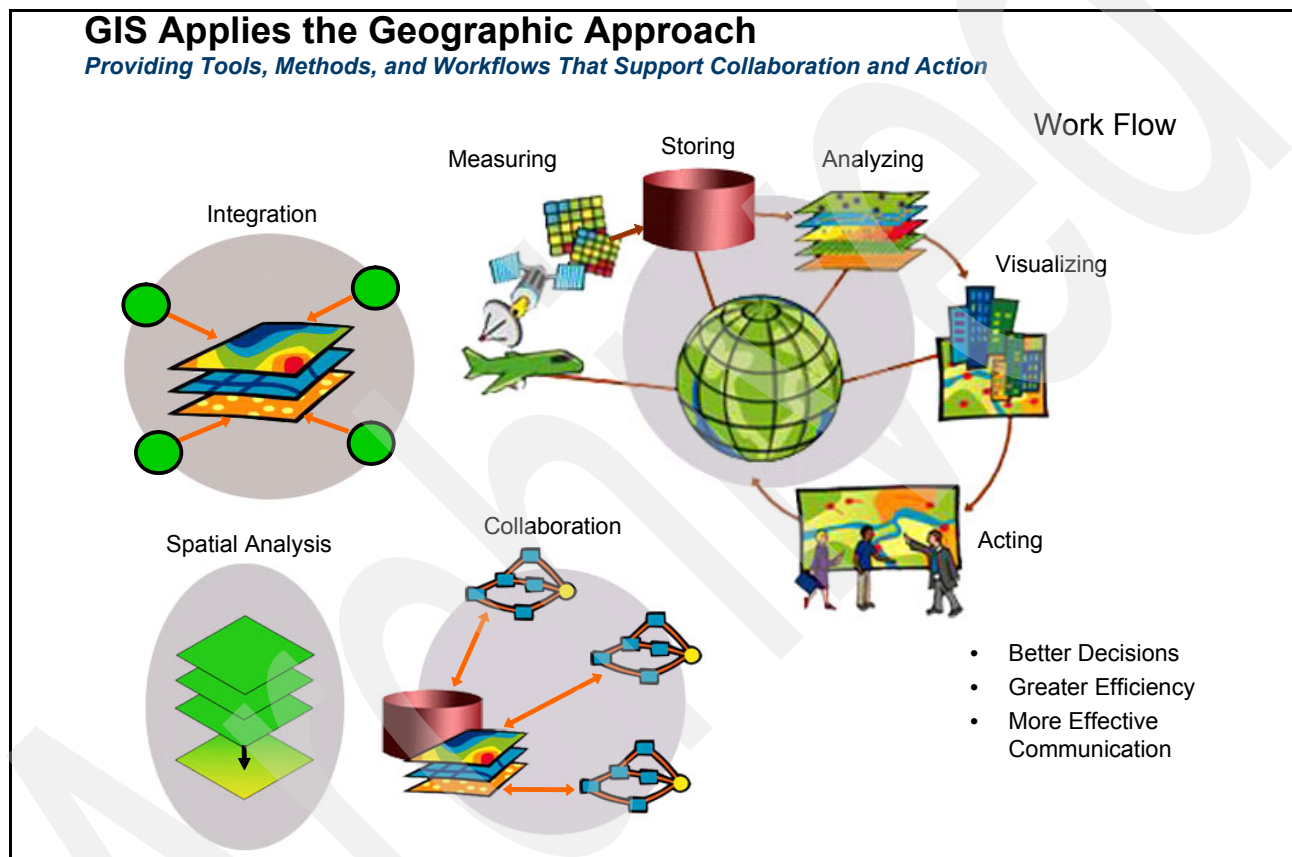 GIS Applies the Geographic Approach
Providing Tools, Methods, and Workflows That Support Collaboration and Action
Work Flow
Measuring
Storing
Analyzing
Integration
Visualizing
Collaboration
Spatial Analysis
Acting
• Better Decisions
• Greater Efficiency
• More Effective
Communication